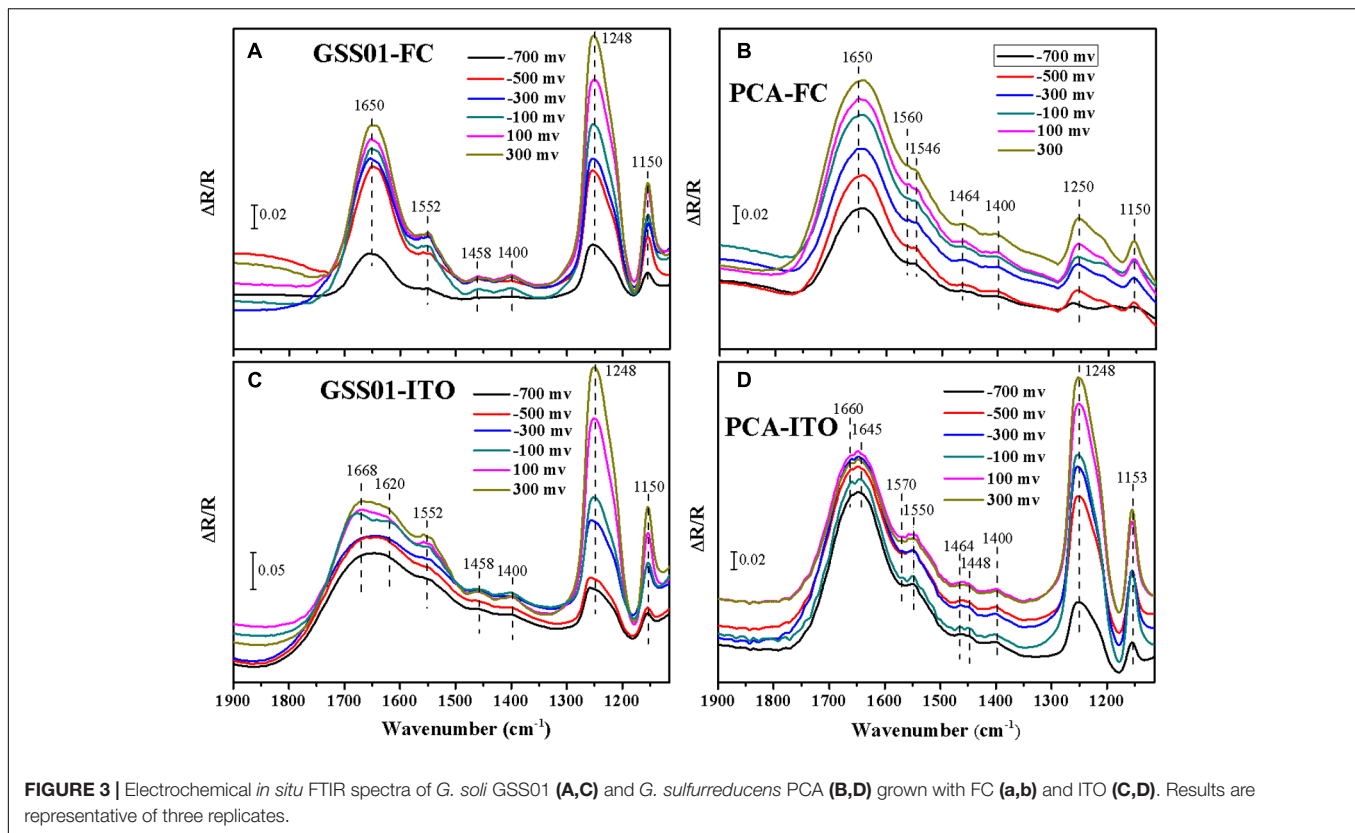 A
GSS01-FC
1248
-700 mv
-500 mv
-300 mv
-100 mv
100 mv
300 mv
1650
1552
1458
1400
1150
0.02
ΔR/R
B
PCA-FC
1650
-700 mv
-500 mv
-300 mv
-100 mv
100 mv
300
1560
1546
1464
1400
1250
1150
0.02
ΔR/R
C
GSS01-ITO
1248
-700 mv
-500 mv
-300 mv
-100 mv
100 mv
300 mv
1668
1620
1552
1458
1400
1150
0.05
ΔR/R
1900 1800 1700 1600 1500 1400 1300 1200
Wavenumber (cm⁻¹)
D
PCA-ITO
1248
-700 mv
-500 mv
-300 mv
-100 mv
100 mv
300 mv
1660
1645
1570
1550
1464
1448
1400
1153
0.02
ΔR/R
1900 1800 1700 1600 1500 1400 1300 1200
Wavenumber (cm⁻¹)
FIGURE 3 | Electrochemical in situ FTIR spectra of G. soli GSS01 (A,C) and G. sulfurreducens PCA (B,D) grown with FC (a,b) and ITO (C,D). Results are
representative of three replicates.